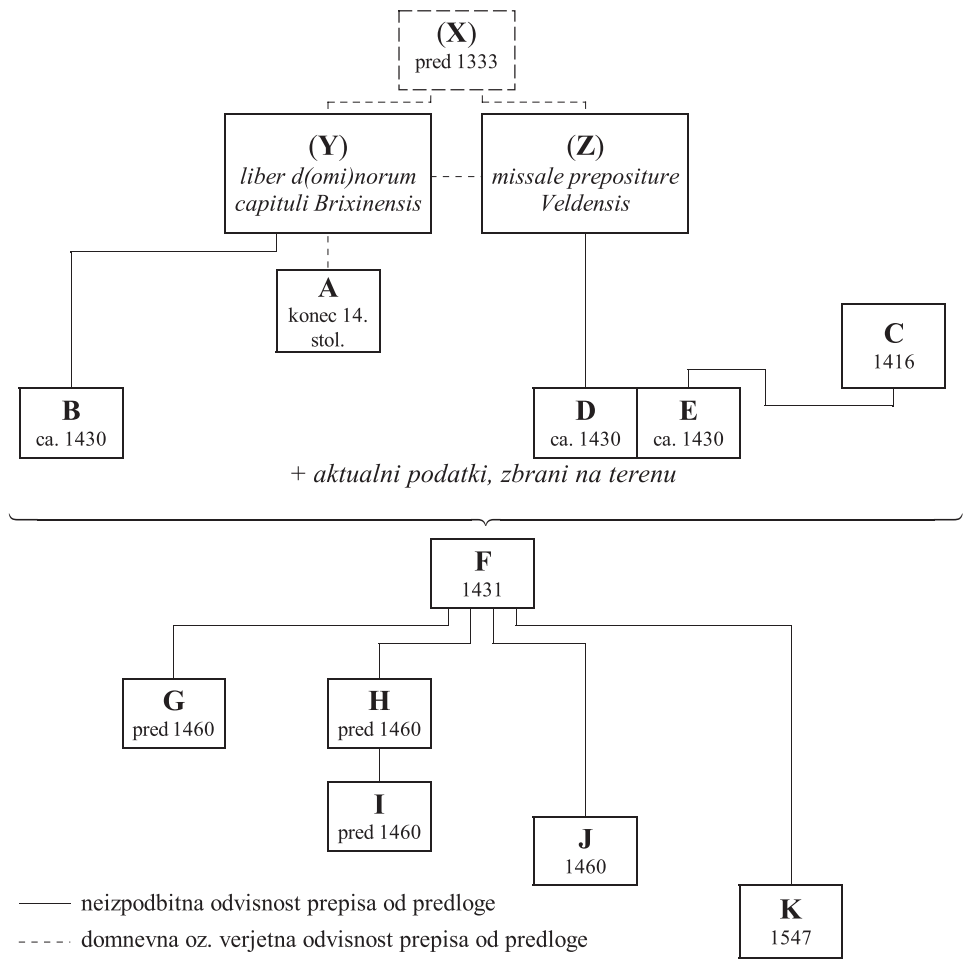 (X)
pred 1333
(Y)
liber d(omi)norum
capituli Brixinensis
(Z)
missale prepositure
Veldensis
A
konec 14.
stol.
C
1416
B
ca. 1430
D
ca. 1430
E
ca. 1430
+ aktualni podatki, zbrani na terenu
F
1431
G
pred 1460
H
pred 1460
I
pred 1460
J
1460
K
1547
neizpodbitna odvisnost prepisa od predloge
domnevna oz. verjetna odvisnost prepisa od predloge